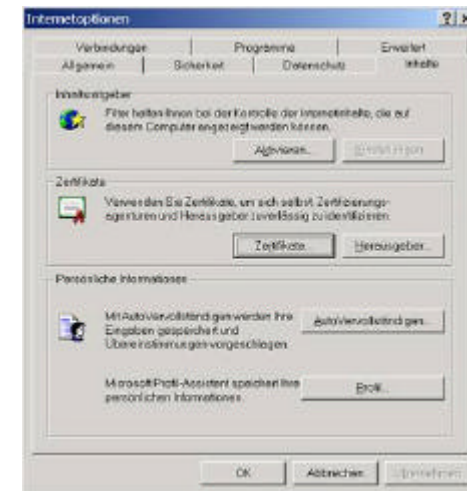 Internetoptionen
Verbindungen Programme Erweitert
Allgemein Sicherheit Datenschutz Inhalte
Inhaltsratgeber
Filter helfen Ihnen bei der Kontrolle der Internetinhalte, die auf
diesem Computer angezeigt werden können.
Aktivieren... Einstellungen
Zertifikate
Verwenden Sie Zertifikate, um sich selbst, Zertifizierungs-
agenturen und Herausgeber zuverlässig zu identifizieren.
Zertifikate... Herausgeber...
Persönliche Informationen
Mit AutoVervollständigen werden Ihre
Eingaben gespeichert und
Übereinstimmungen vorgeschlagen.
AutoVervollständigen...
Microsoft Profil-Assistent speichert Ihre
persönlichen Informationen.
Profil...
OK Abbrechen Übernehmen